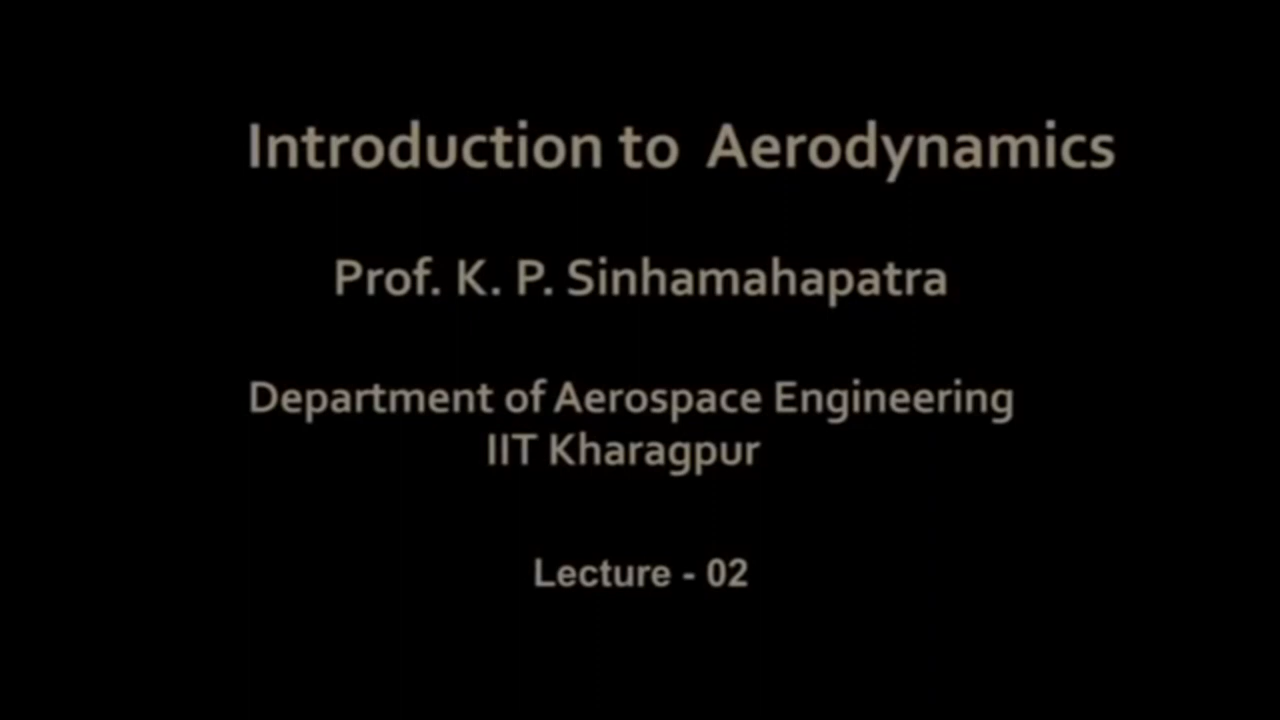 Introduction to Aerodynamics
Prof. K. P. Sinhamahapatra
Department of Aerospace Engineering
IIT Kharagpur
Lecture - 02